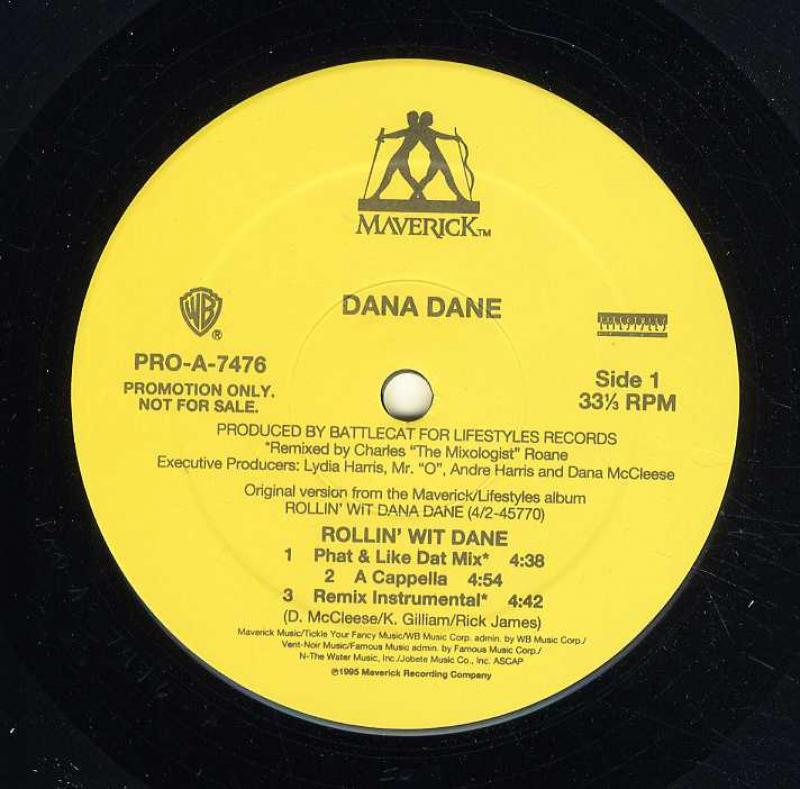 MAVERICK™
DANA DANE
WB®
PRO-A-7476
PROMOTION ONLY.
NOT FOR SALE.
Side 1
33⅓ RPM
PRODUCED BY BATTLECAT FOR LIFESTYLES RECORDS
*Remixed by Charles "The Mixologist" Roane
Executive Producers: Lydia Harris, Mr. "O", Andre Harris and Dana McCleese
Original version from the Maverick/Lifestyles album
ROLLIN' WIT DANA DANE (4/2-45770)
ROLLIN' WIT DANE
1 Phat & Like Dat Mix* 4:38
2 A Cappella 4:54
3 Remix Instrumental* 4:42
(D. McCleese/K. Gilliam/Rick James)
Maverick Music/Tickle Your Fancy Music/WB Music Corp. admin. by WB Music Corp./
Vent-Noir Music/Famous Music admin. by Famous Music Corp./
N-The Water Music, Inc./Jobete Music Co., Inc. ASCAP
℗1995 Maverick Recording Company